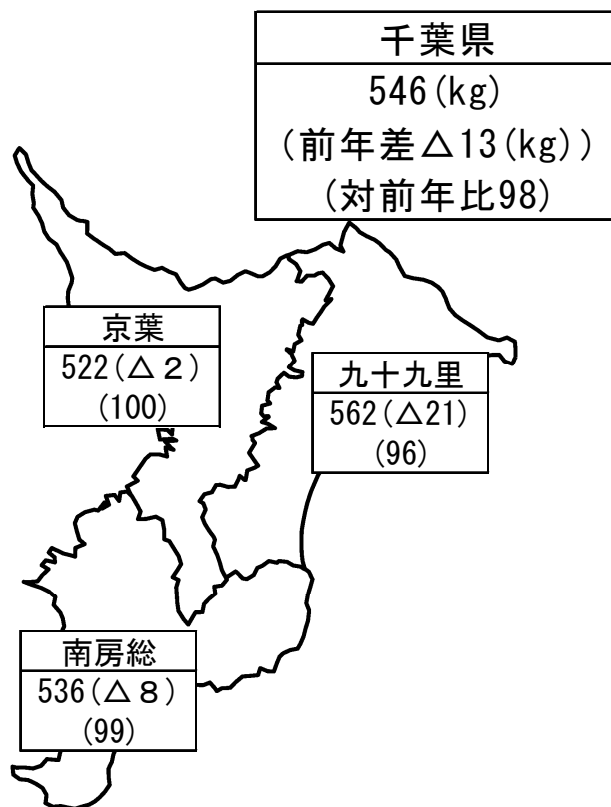 千葉県
546(kg)
(前年差△13(kg))
(対前年比98)
京葉
522(△２)
(100)
九十九里
562(△21)
(96)
南房総
536(△８)
(99)